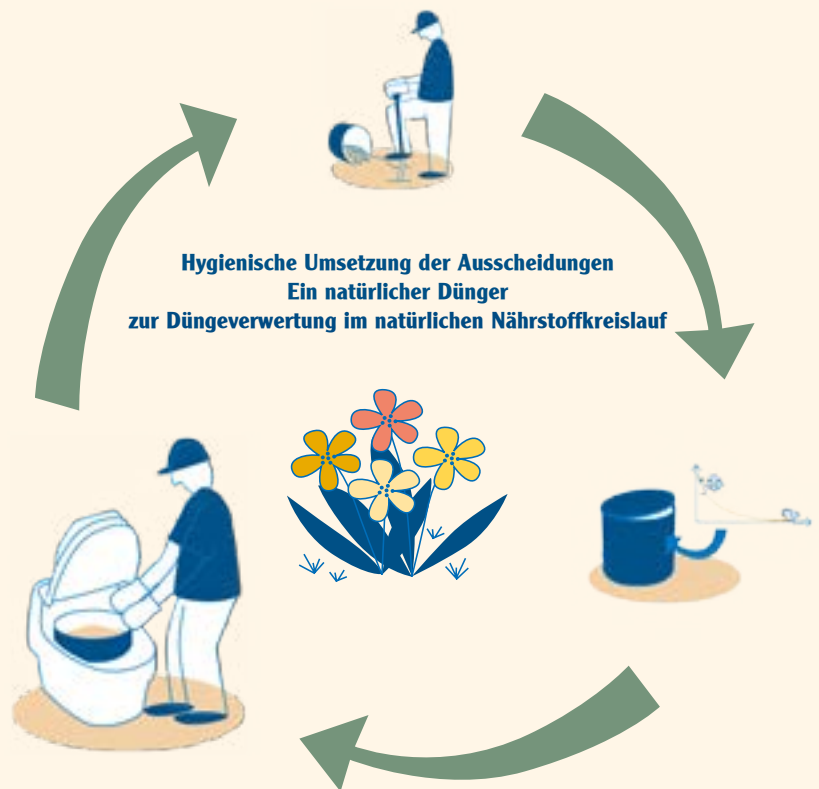 Hygienische Umsetzung der Ausscheidungen
Ein natürlicher Dünger
zur Düngeverwertung im natürlichen Nährstoffkreislauf